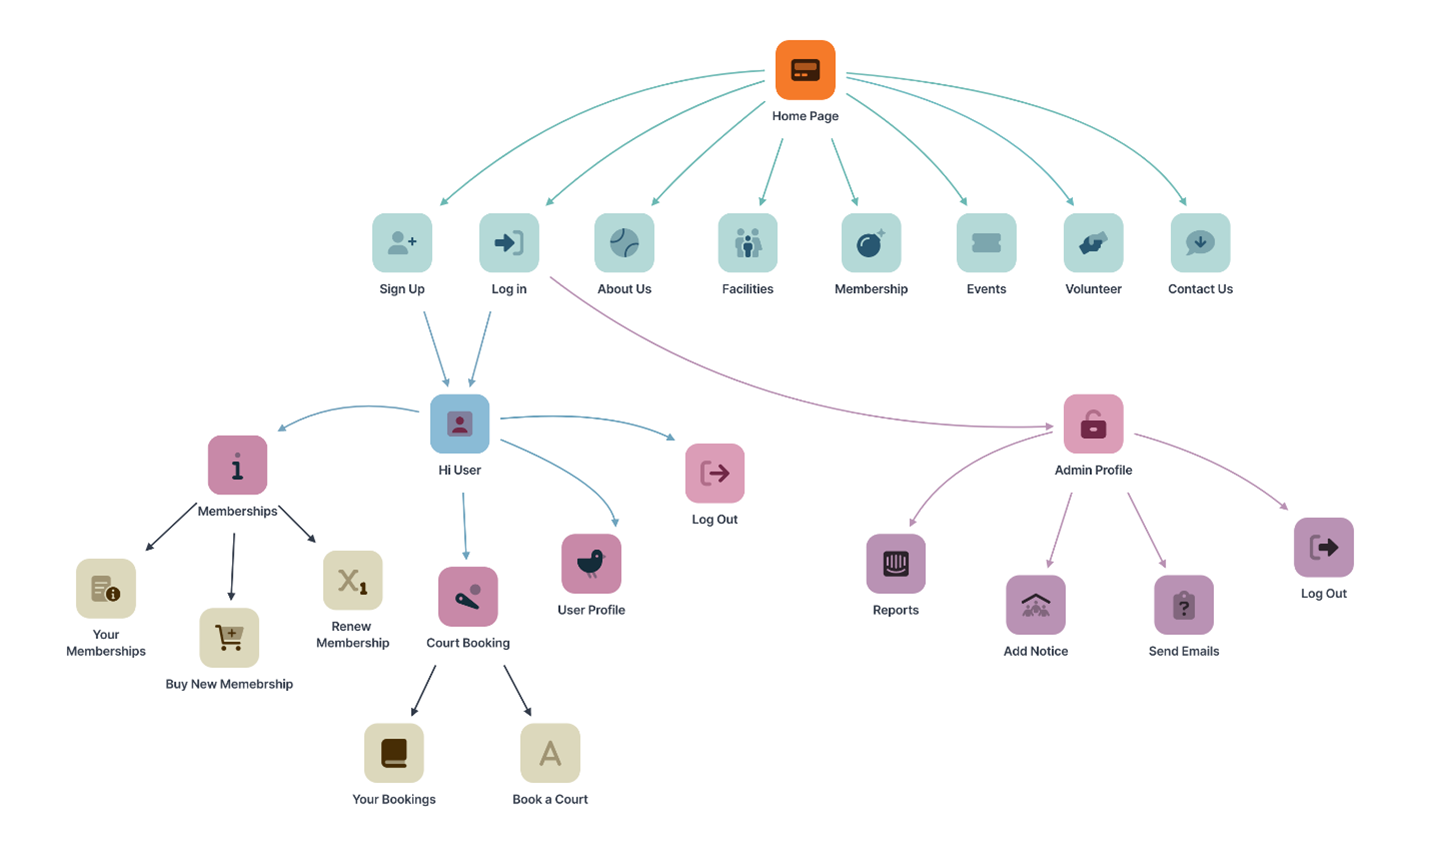 Home Page
Sign Up
Log in
About Us
Facilities
Membership
Events
Volunteer
Contact Us
Hi User
Admin Profile
Memberships
Log Out
Reports
User Profile
Log Out
Your
Memberships
Renew
Membership
Court Booking
Add Notice
Send Emails
Buy New Memebrship
Your Bookings
Book a Court